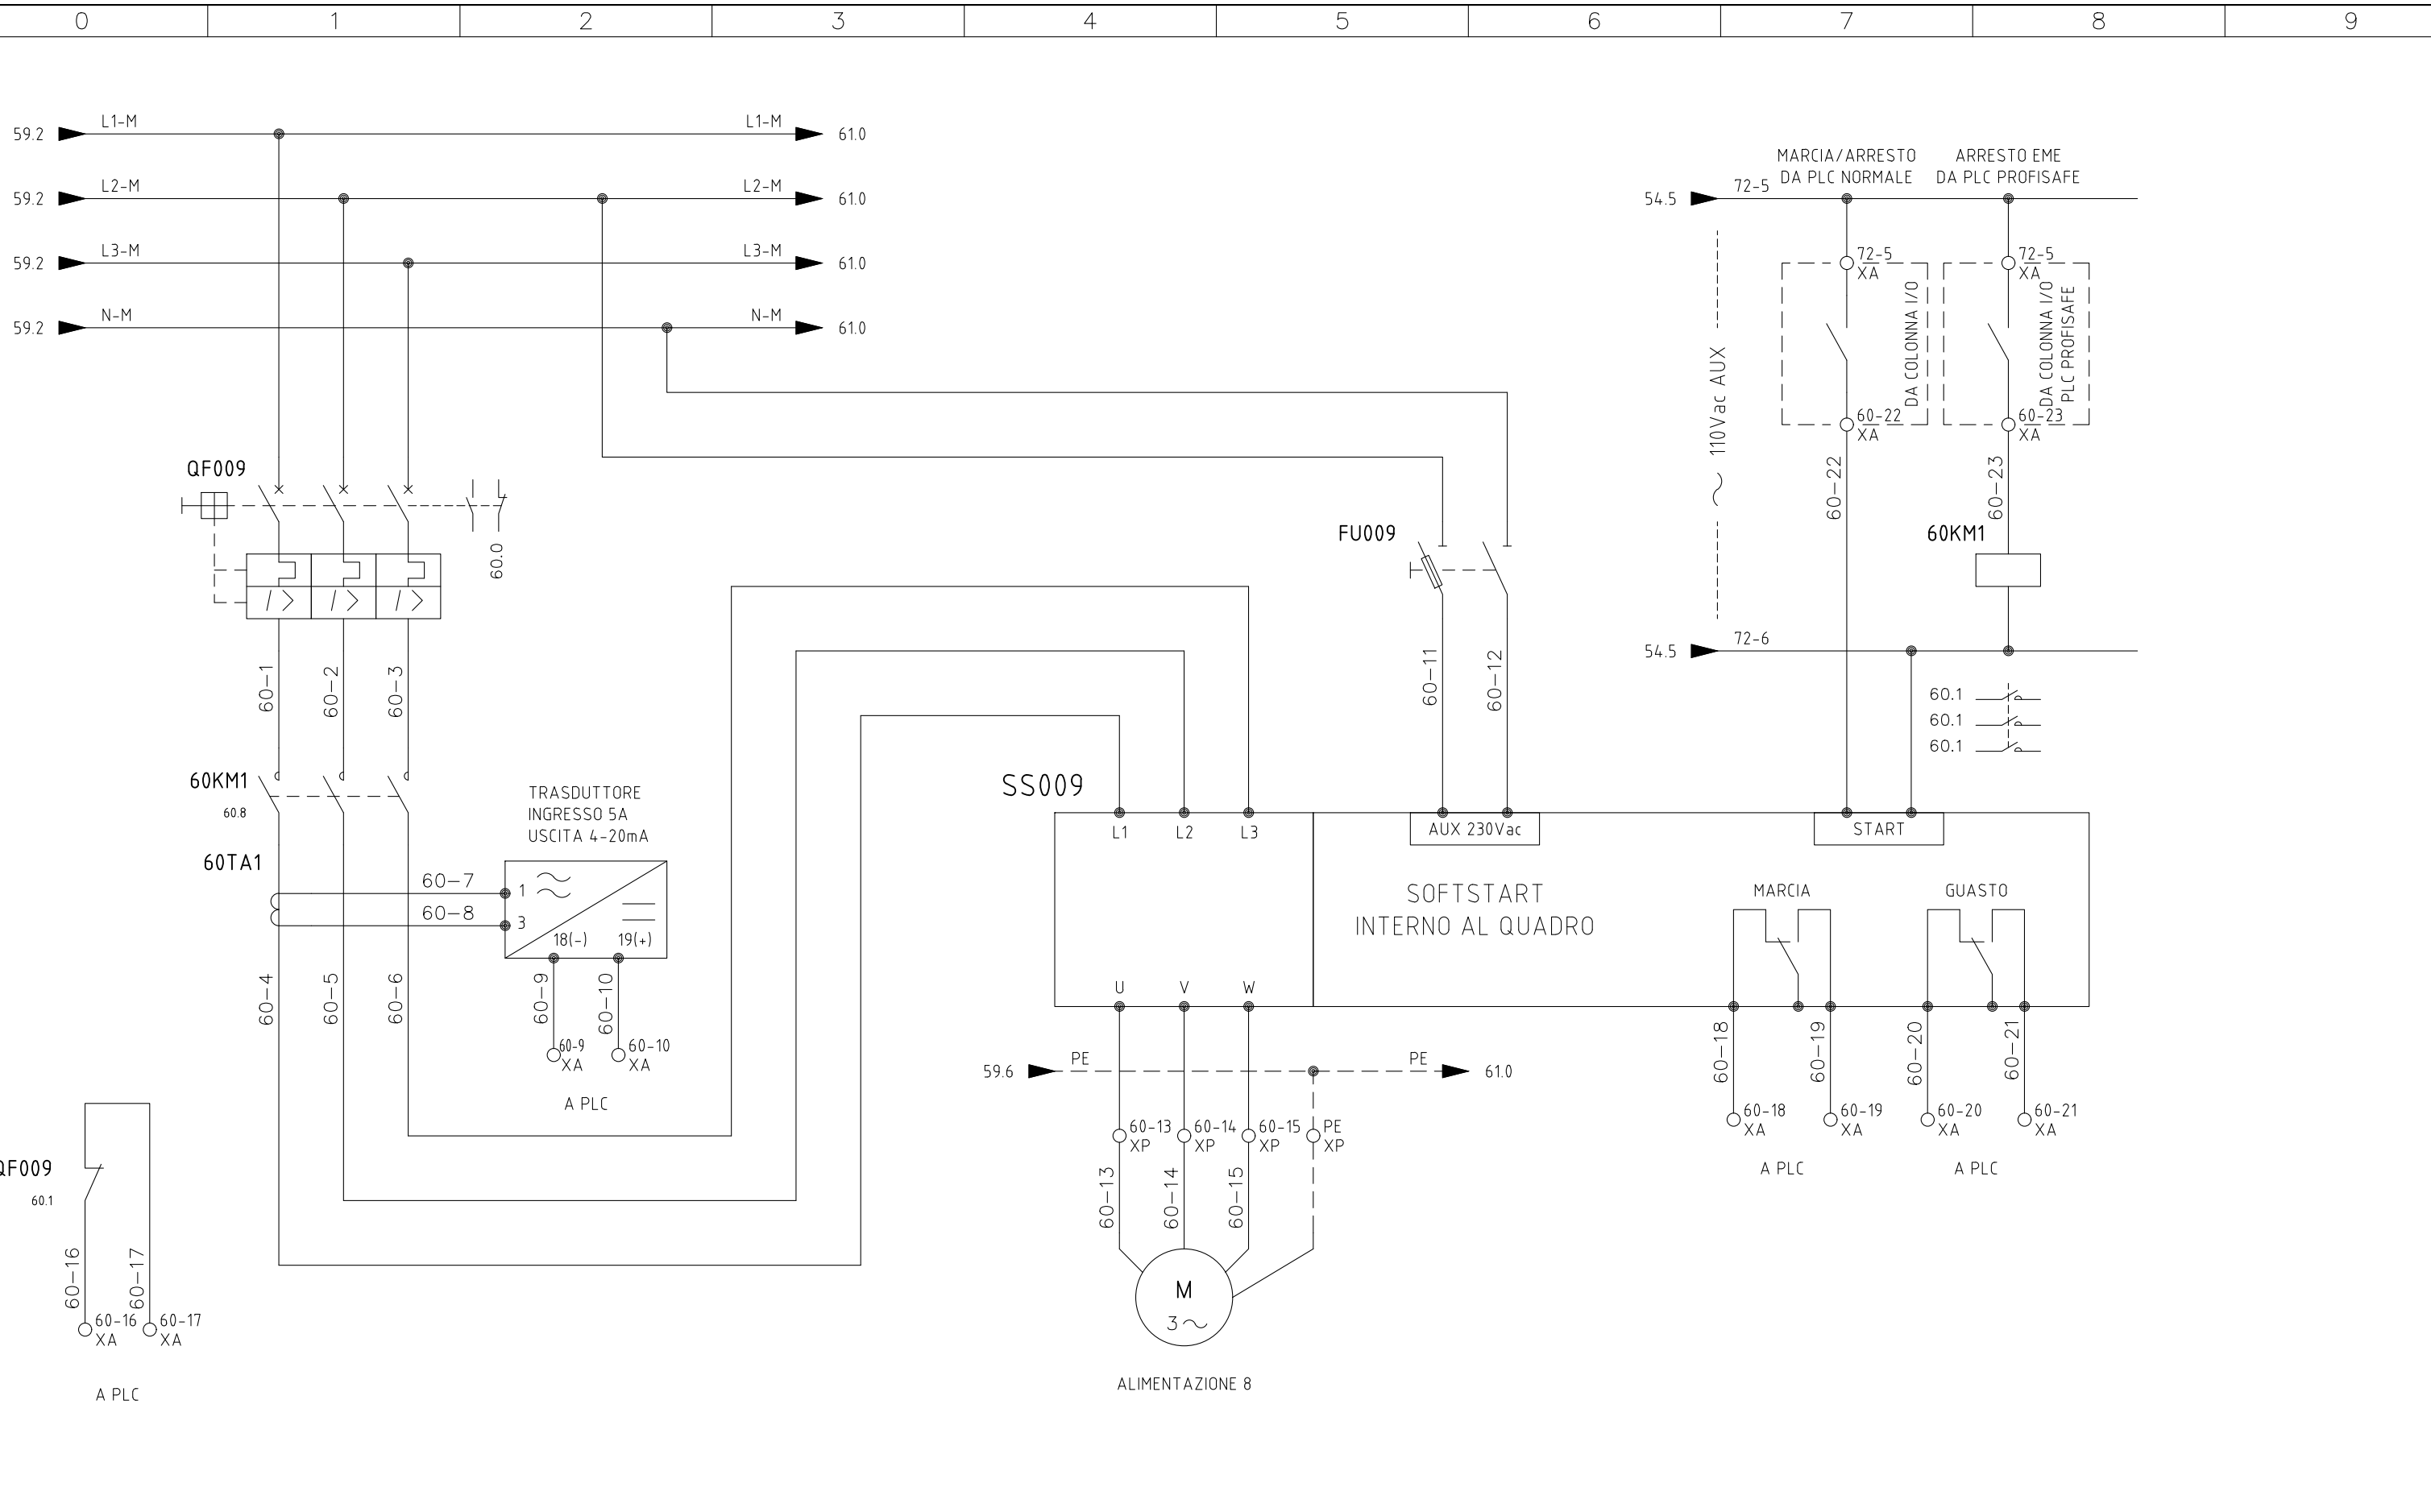 0 1 2 3 4 5 6 7 8 9
59.2 L1-M L1-M 61.0
59.2 L2-M L2-M 61.0
59.2 L3-M L3-M 61.0
59.2 N-M N-M 61.0
MARCIA/ARRESTO
DA PLC NORMALE
ARRESTO EME
DA PLC PROFISAFE
54.5 72-5
72-5
XA
DA COLONNA I/O
60-22
XA
72-5
XA
DA COLONNA I/O
PLC PROFISAFE
60-23
XA
110Vac AUX
60-22
60-23
60KM1
54.5 72-6
60.1
60.1
60.1
QF009
60.0
FU009
60-1
60-2
60-3
60-11
60-12
60KM1
60.8
60TA1
TRASDUTTORE
INGRESSO 5A
USCITA 4-20mA
60-7
1
60-8
3
18(-) 19(+)
60-4
60-5
60-6
60-9
60-10
60-9
XA
60-10
XA
A PLC
SS009
L1 L2 L3
AUX 230Vac
START
SOFTSTART
INTERNO AL QUADRO
MARCIA
GUASTO
U V W
59.6 PE PE 61.0
60-13
XP
60-14
XP
60-15
XP
PE
XP
60-13
60-14
60-15
M
3
ALIMENTAZIONE 8
60-18
60-19
60-20
60-21
60-18
XA
60-19
XA
60-20
XA
60-21
XA
A PLC
A PLC
QF009
60.1
60-16
60-17
60-16
XA
60-17
XA
A PLC